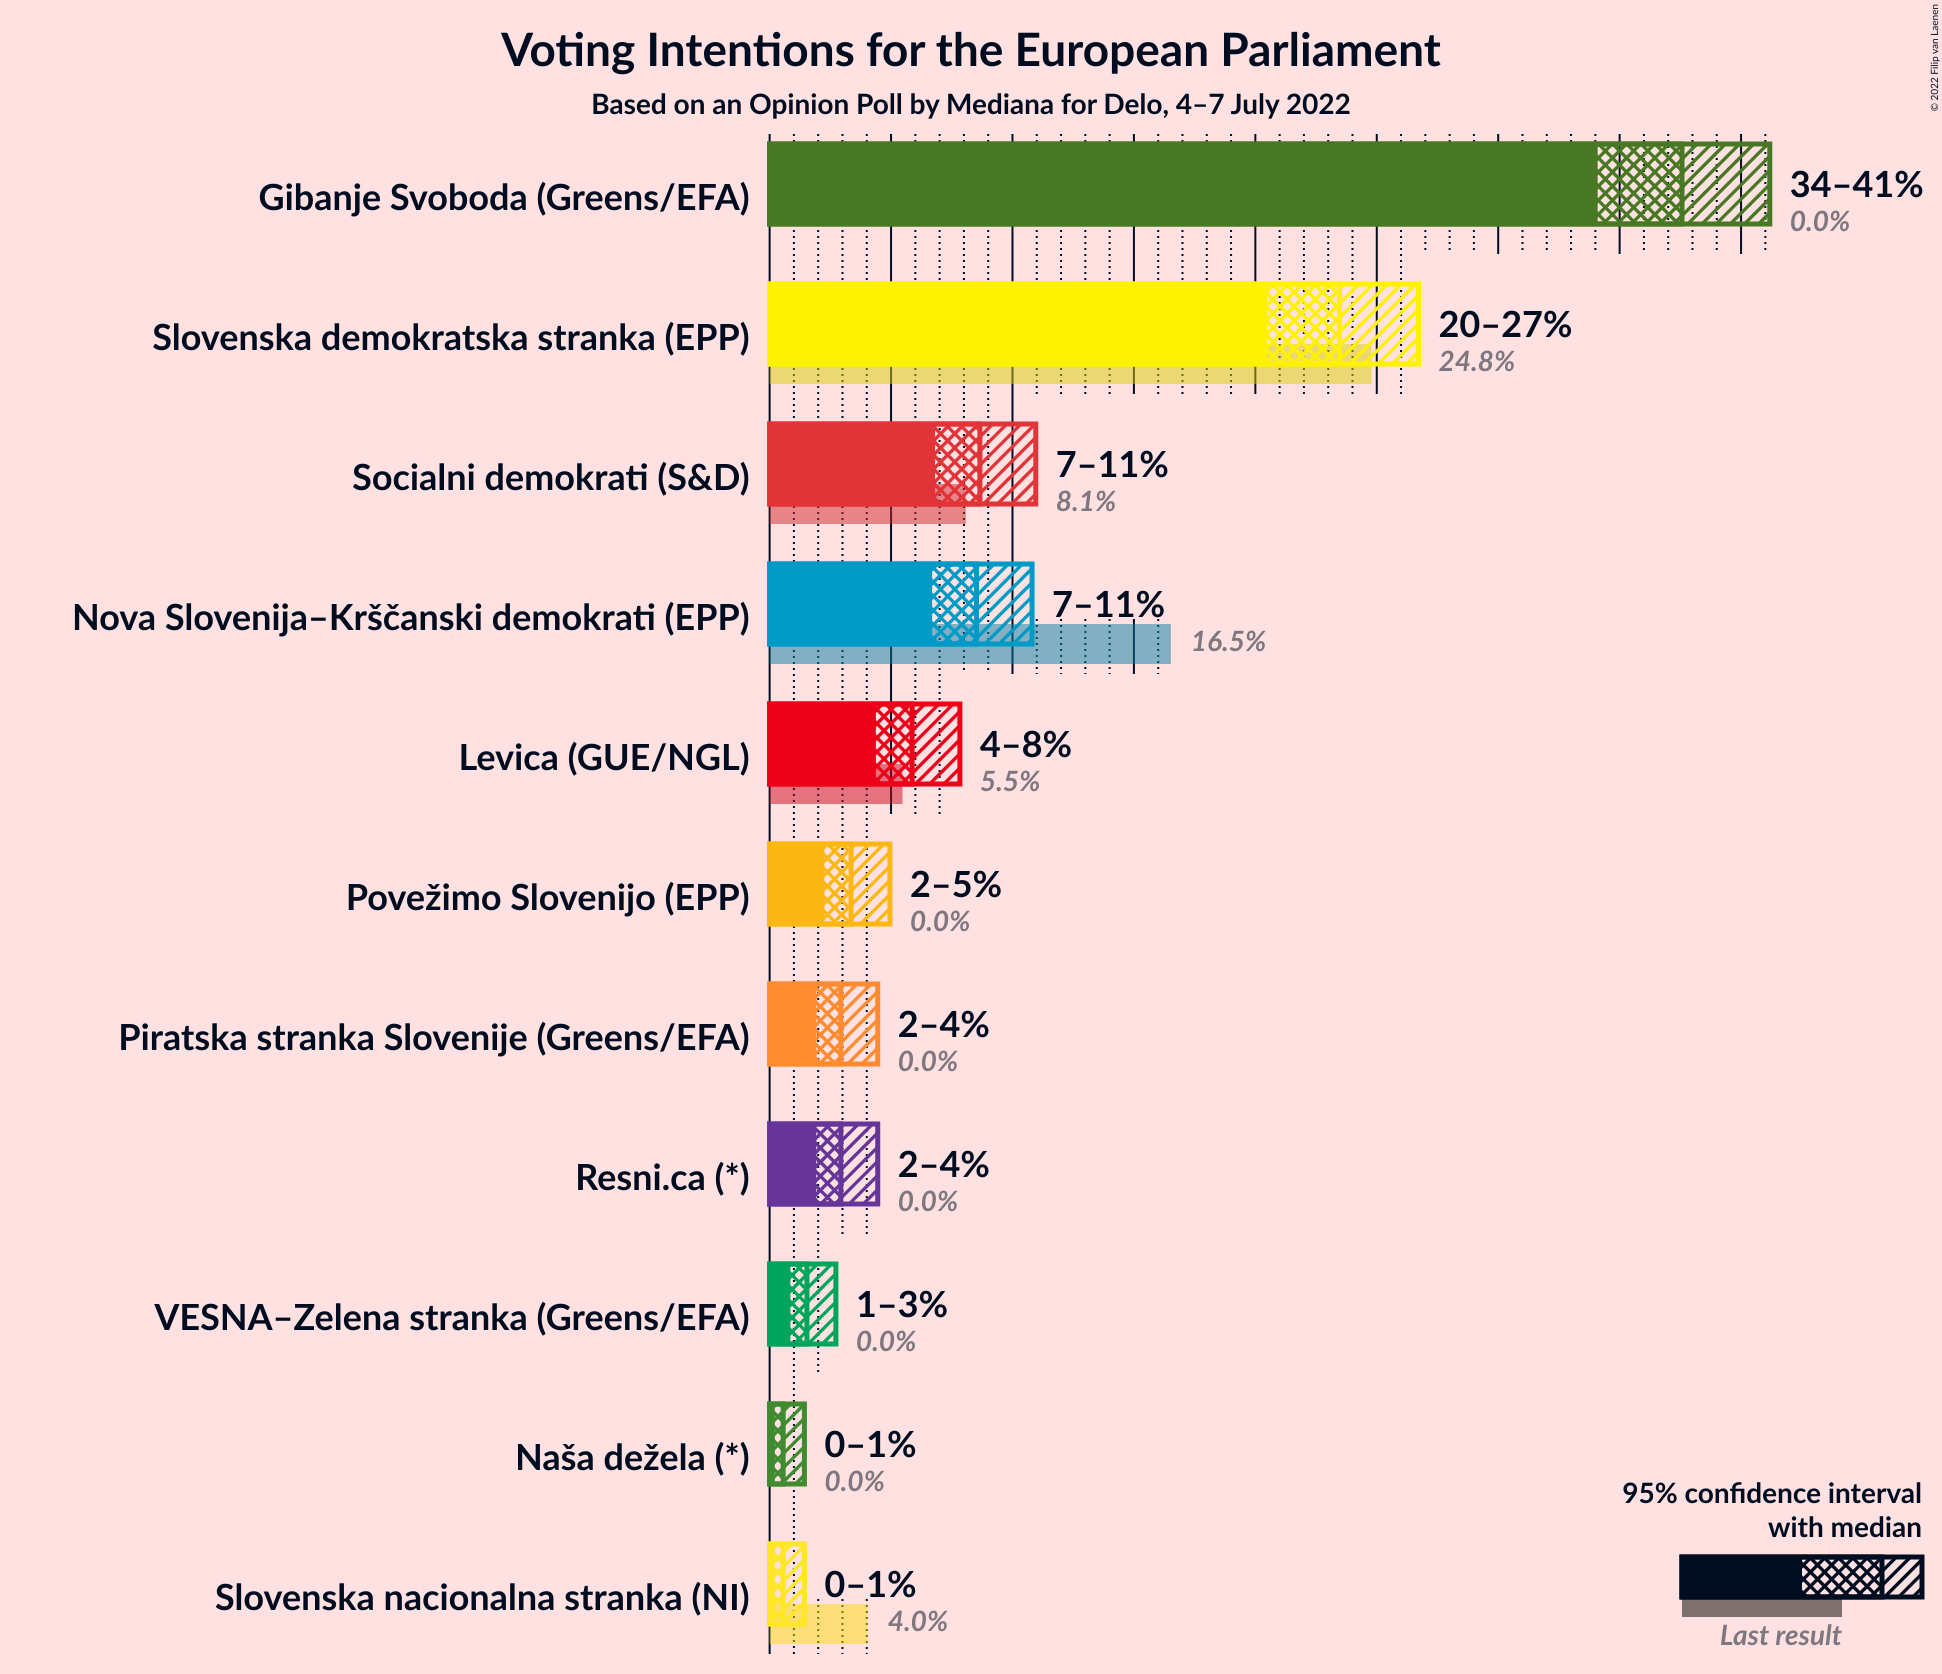 Voting Intentions for the European Parliament
Based on an Opinion Poll by Mediana for Delo, 4–7 July 2022
© 2022 Filip van Laenen
Gibanje Svoboda (Greens/EFA)
34–41%
0.0%
Slovenska demokratska stranka (EPP)
20–27%
24.8%
Socialni demokrati (S&D)
7–11%
8.1%
Nova Slovenija–Krščanski demokrati (EPP)
7–11%
16.5%
Levica (GUE/NGL)
4–8%
5.5%
Povežimo Slovenijo (EPP)
2–5%
0.0%
Piratska stranka Slovenije (Greens/EFA)
2–4%
0.0%
Resni.ca (*)
2–4%
0.0%
VESNA–Zelena stranka (Greens/EFA)
1–3%
0.0%
Naša dežela (*)
0–1%
0.0%
Slovenska nacionalna stranka (NI)
0–1%
4.0%
95% confidence interval
with median
Last result